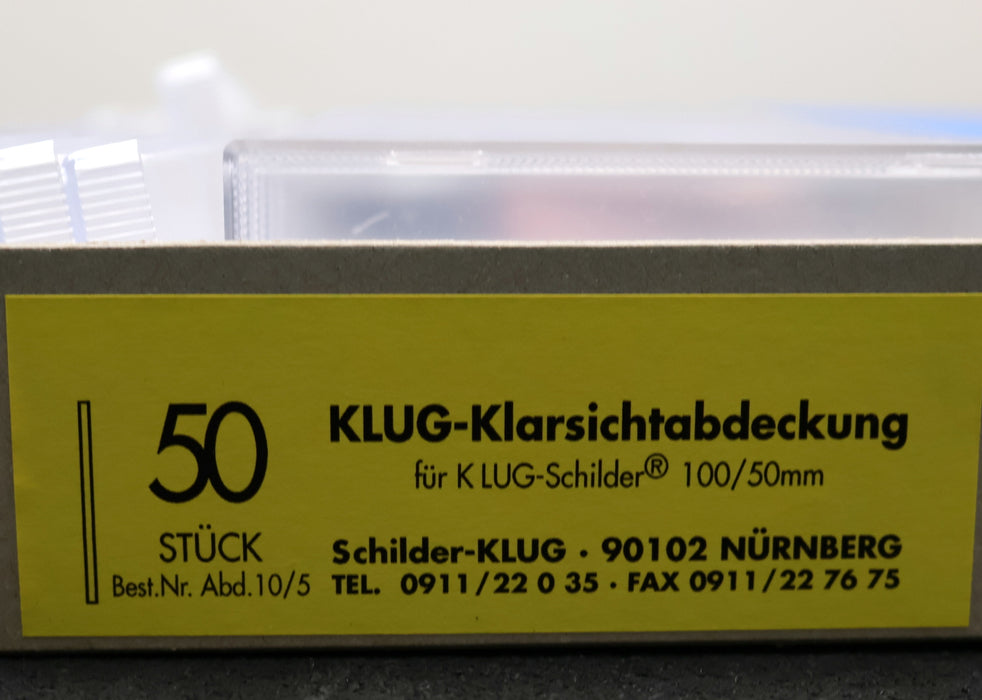 50
STÜCK
Best.Nr. Abd.10/5
KLUG-Klarsichtabdeckung
für KLUG-Schilder® 100/50mm
Schilder-KLUG · 90102 NÜRNBERG
TEL. 0911/22 0 35 · FAX 0911/22 76 75